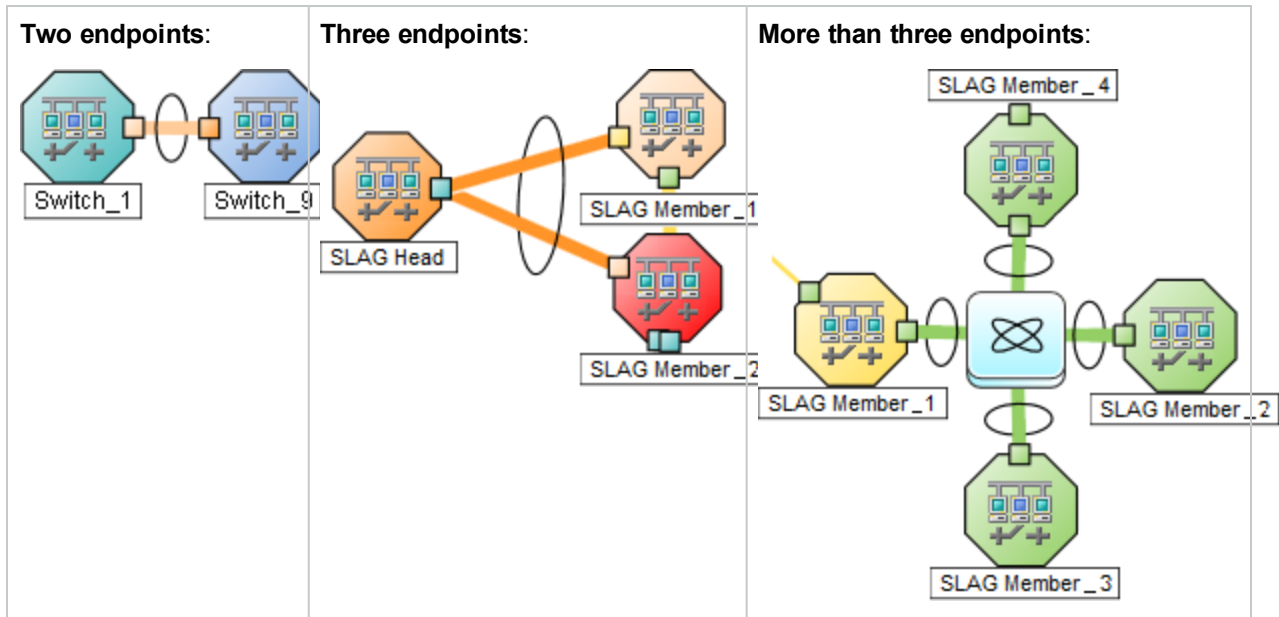 Two endpoints:
Switch_1
Switch_9
Three endpoints:
SLAG Head
SLAG Member_1
SLAG Member_2
More than three endpoints:
SLAG Member_4
SLAG Member_1
SLAG Member_2
SLAG Member_3